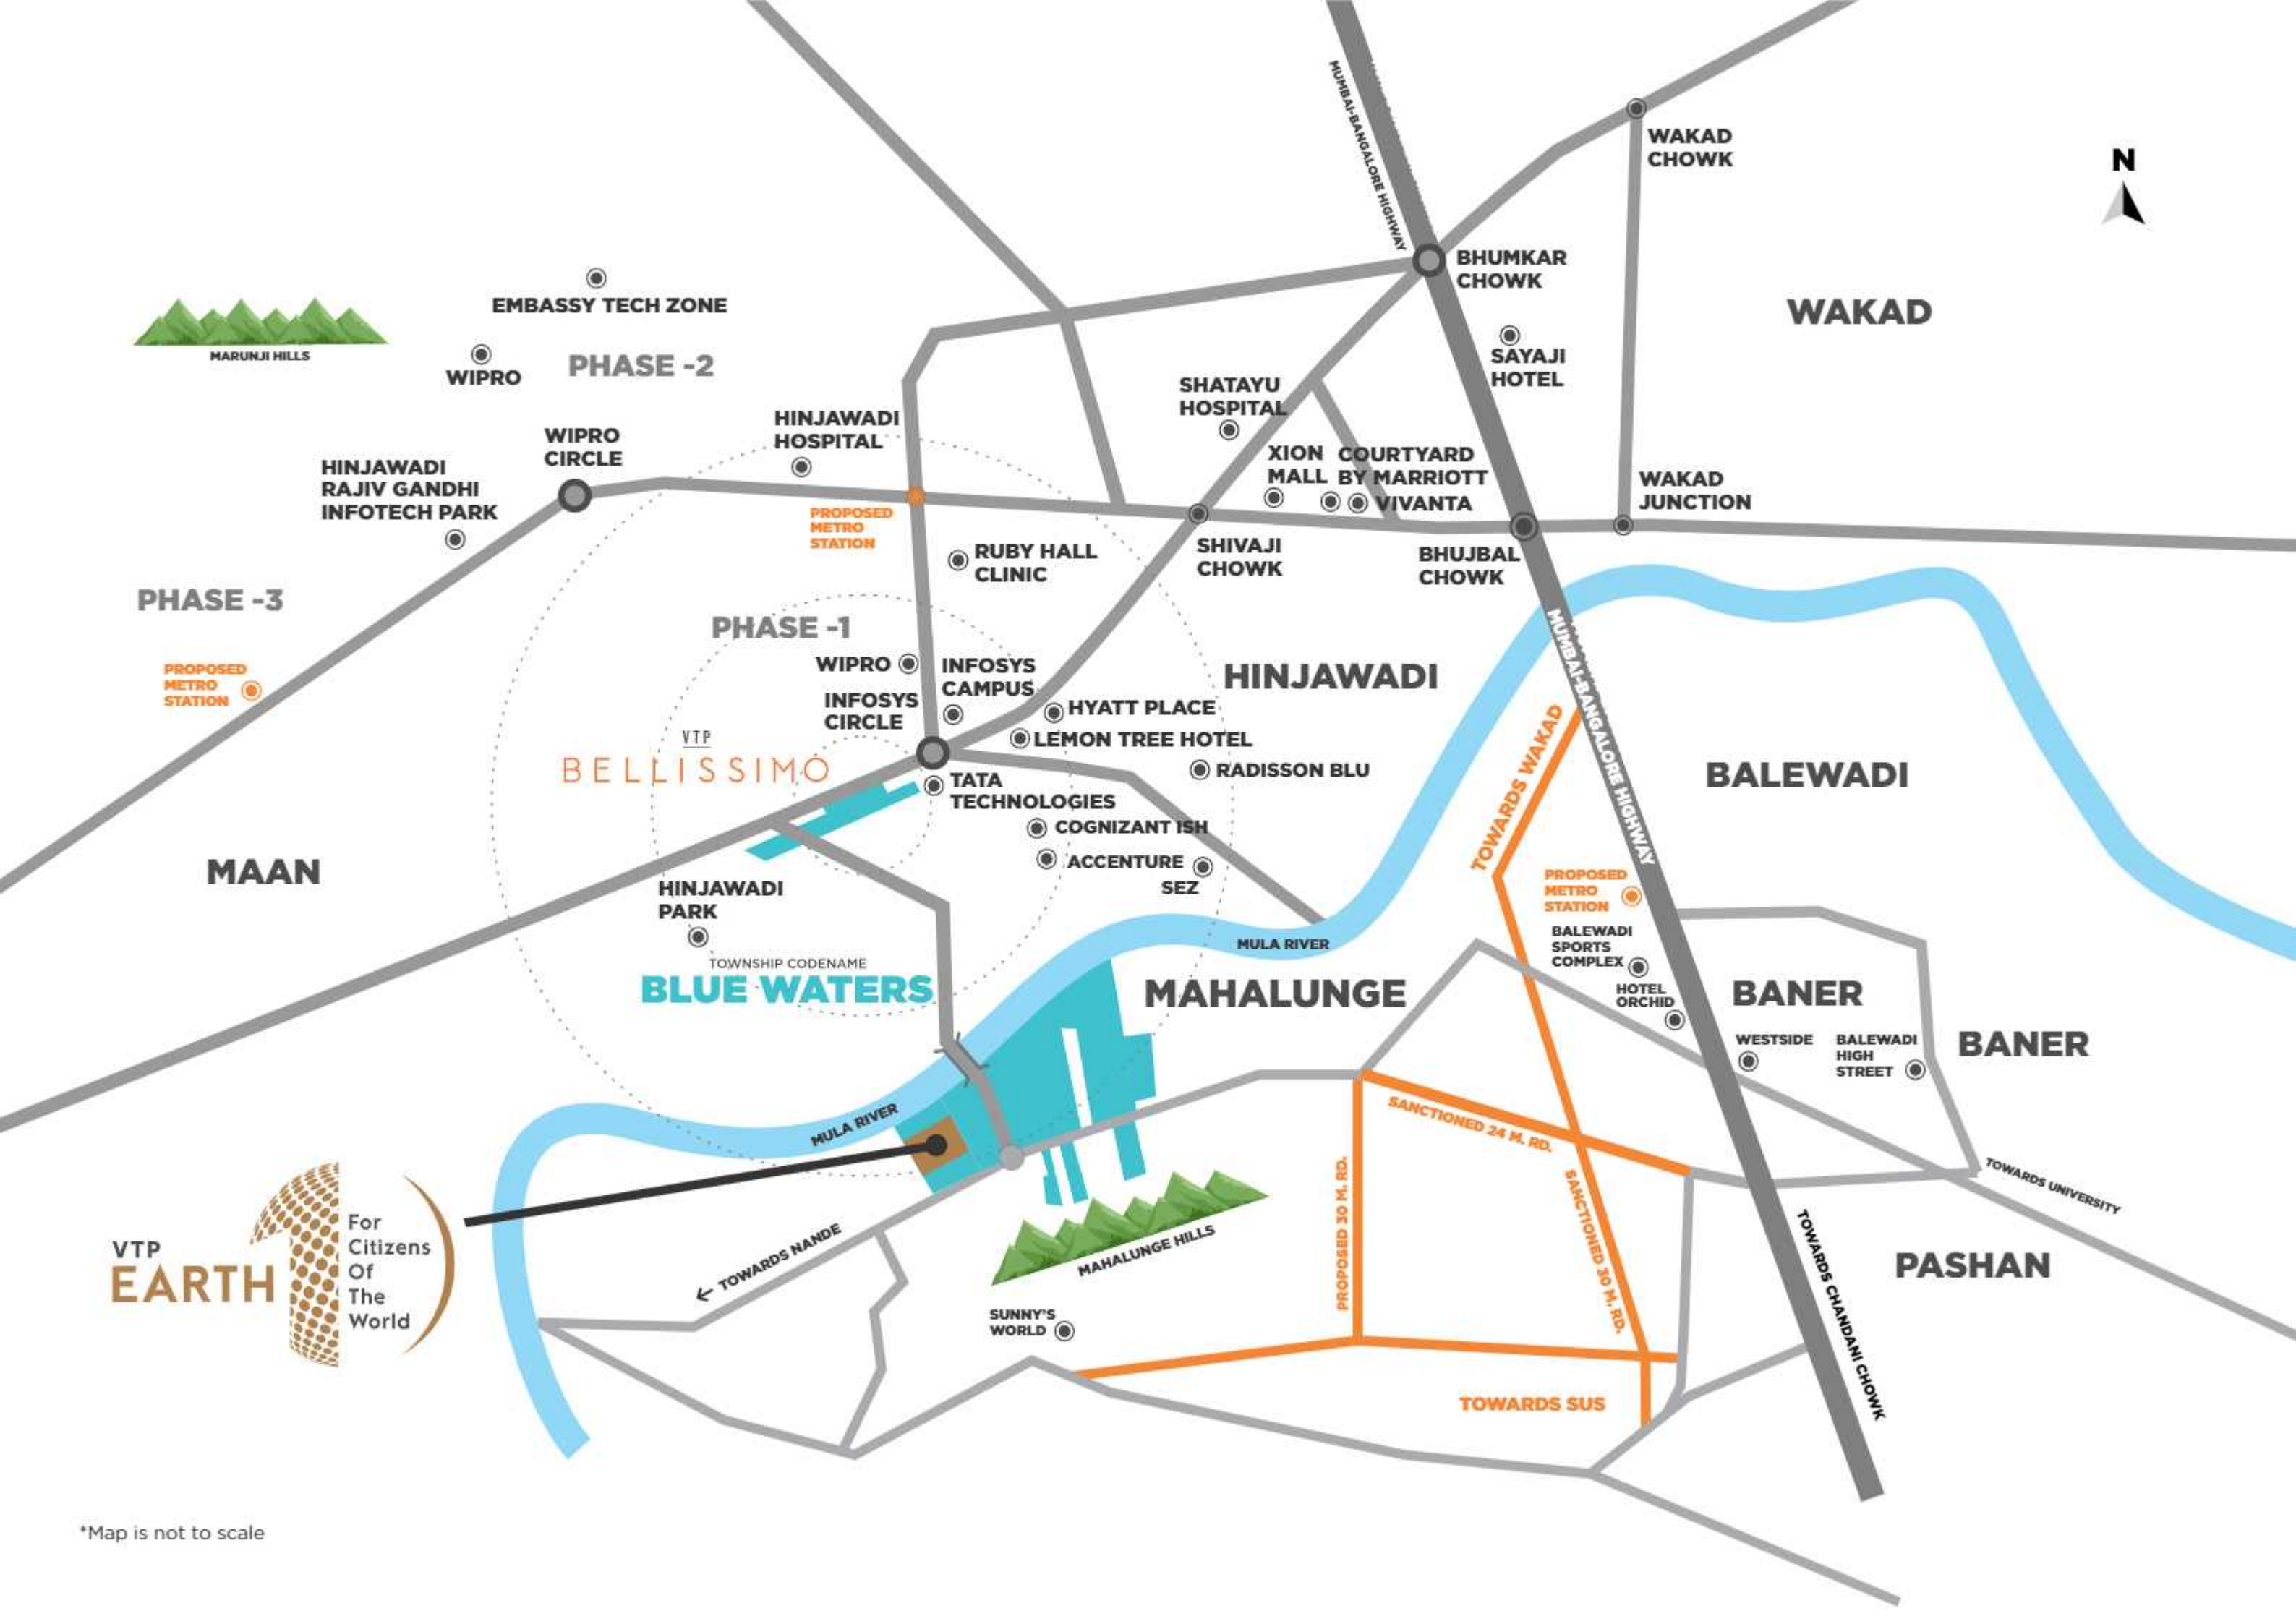 MUMBAI-BANGALORE HIGHWAY
WAKAD
CHOWK
N
BHUMKAR
CHOWK
EMBASSY TECH ZONE
MARUNJI HILLS
WIPRO
PHASE -2
WAKAD
SAYAJI
HOTEL
SHATAYU
HOSPITAL
HINJAWADI
HOSPITAL
WIPRO
CIRCLE
HINJAWADI
RAJIV GANDHI
INFOTECH PARK
XION
MALL
COURTYARD
BY MARRIOTT
VIVANTA
WAKAD
JUNCTION
PROPOSED
METRO
STATION
RUBY HALL
CLINIC
SHIVAJI
CHOWK
BHUJBAL
CHOWK
PHASE -3
PHASE -1
PROPOSED
METRO
STATION
WIPRO
INFOSYS
CAMPUS
INFOSYS
CIRCLE
HINJAWADI
HYATT PLACE
LEMON TREE HOTEL
RADISSON BLU
VTP
BELLISSIMO
TATA
TECHNOLOGIES
COGNIZANT ISH
ACCENTURE
SEZ
MUMBAI-BANGALORE HIGHWAY
TOWARDS WAKAD
BALEWADI
MAAN
HINJAWADI
PARK
PROPOSED
METRO
STATION
BALEWADI
SPORTS
COMPLEX
HOTEL
ORCHID
MULA RIVER
TOWNSHIP CODENAME
BLUE WATERS
MAHALUNGE
BANER
BANER
WESTSIDE
BALEWADI
HIGH
STREET
MULA RIVER
SANCTIONED 24 M. RD.
PROPOSED 30 M. RD.
SANCTIONED 30 M. RD.
TOWARDS UNIVERSITY
TOWARDS CHANDANI CHOWK
PASHAN
VTP
EARTH 1
For
Citizens
Of
The
World
← TOWARDS NANDE
MAHALUNGE HILLS
SUNNY'S
WORLD
TOWARDS SUS
*Map is not to scale